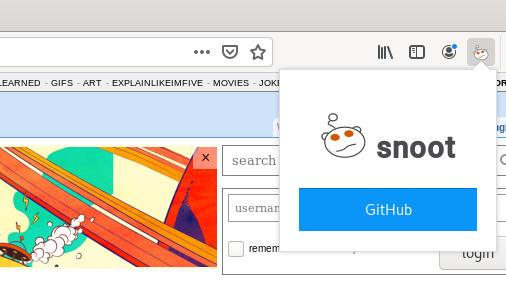 LEARNED - GIFS - ART - EXPLAINLIKEIMFIVE - MOVIES - JOK
snoot
search
×
GitHub
usernam
remem
login